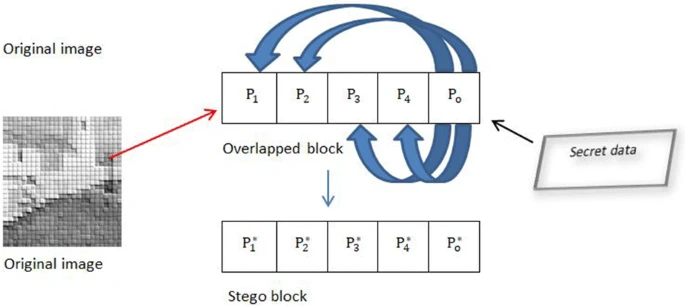 Original image
P₁ P₂ P₃ P₄ Pₒ
Overlapped block
Secret data
Original image
P₁* P₂* P₃* P₄* Pₒ*
Stego block